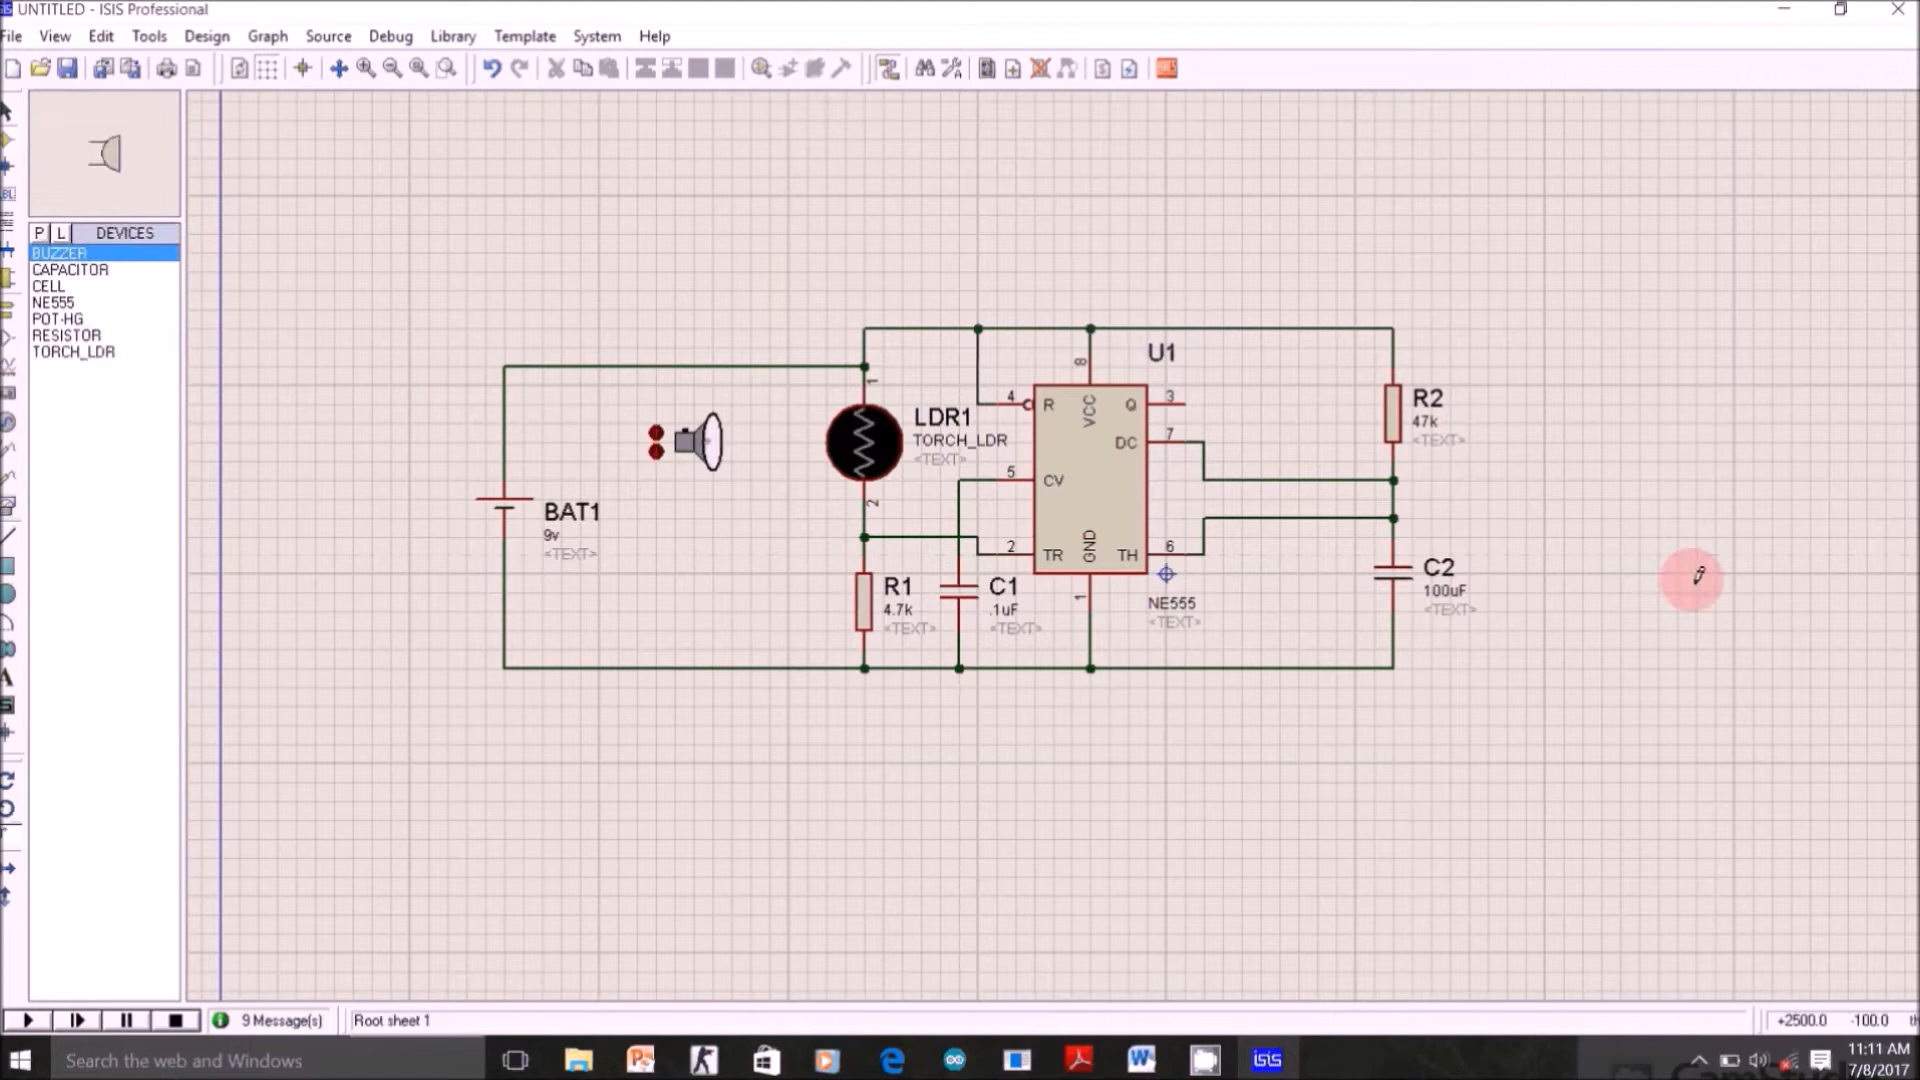 UNTITLED - ISIS Professional
File View Edit Tools Design Graph Source Debug Library Template System Help
P L DEVICES
BUZZER
CAPACITOR
CELL
NE555
POT-HG
RESISTOR
TORCH_LDR
BAT1
9v
<TEXT>
1
LDR1
TORCH_LDR
<TEXT>
2
R1
4.7k
<TEXT>
C1
.1uF
<TEXT>
U1
8
4 R VCC Q 3
DC 7
5 CV
2 TR GND TH 6
1
NE555
<TEXT>
R2
47k
<TEXT>
C2
100uF
<TEXT>
9 Message(s) Root sheet 1 +2500.0 -100.0 th
Search the web and Windows
isis
11:11 AM
7/8/2017